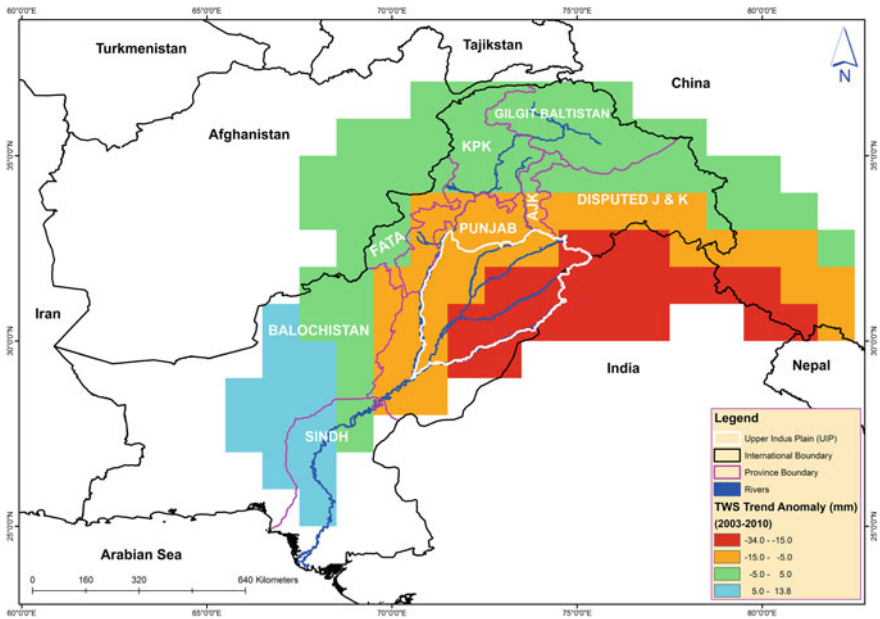 60°0'0"E 65°0'0"E 70°0'0"E 75°0'0"E 80°0'0"E
Turkmenistan
Tajikstan
N
China
Afghanistan
GILGIT BALTISTAN
KPK
35°0'0"N
35°0'0"N
AJK
DISPUTED J & K
PUNJAB
FATA
Iran
BALOCHISTAN
30°0'0"N
30°0'0"N
India
Nepal
SINDH
Legend
Upper Indus Plain (UIP)
International Boundary
Province Boundary
Rivers
TWS Trend Anomaly (mm)
(2003-2010)
-34.0 - -15.0
-15.0 - -5.0
-5.0 - 5.0
5.0 - 13.8
25°0'0"N
25°0'0"N
Arabian Sea
0 160 320 640 Kilometers
60°0'0"E 65°0'0"E 70°0'0"E 75°0'0"E 80°0'0"E